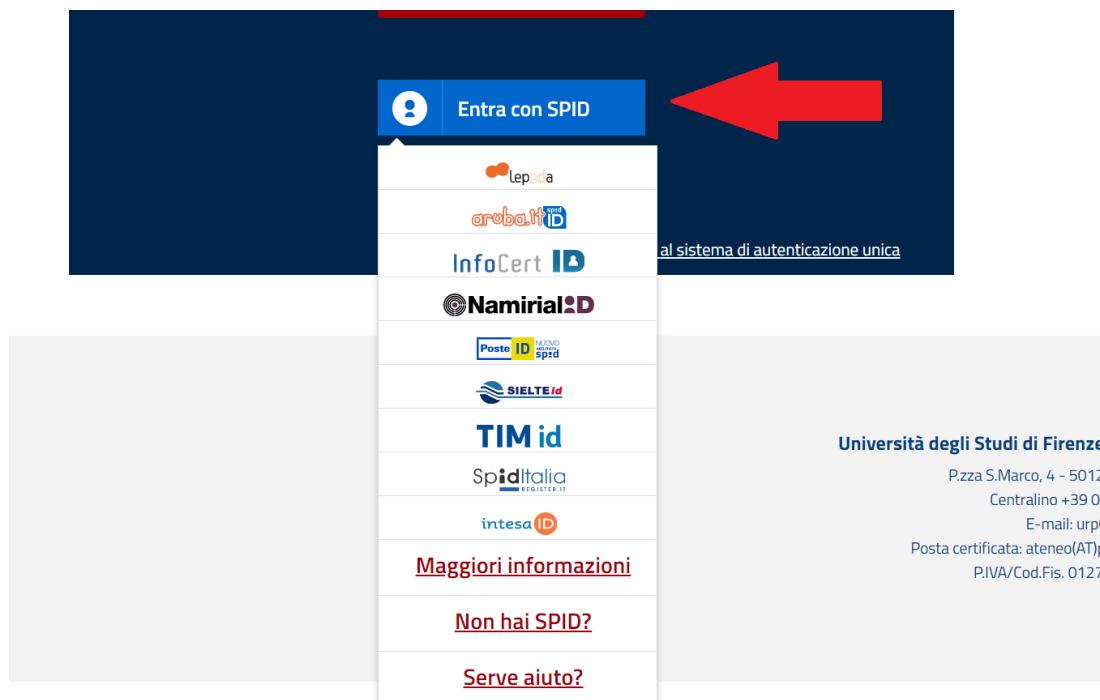 Entra con SPID
lepida
aruba.it spid ID
al sistema di autenticazione unica
InfoCert ID
Namirial ID
Poste ID NUOVO spid
SIELTE id
TIM id
SpidItalia
REGISTER.IT
intesa ID
Maggiori informazioni
Non hai SPID?
Serve aiuto?
Università degli Studi di Firenze
P.zza S.Marco, 4 - 5012
Centralino +39 0
E-mail: urp
Posta certificata: ateneo(AT)p
P.IVA/Cod.Fis. 0127